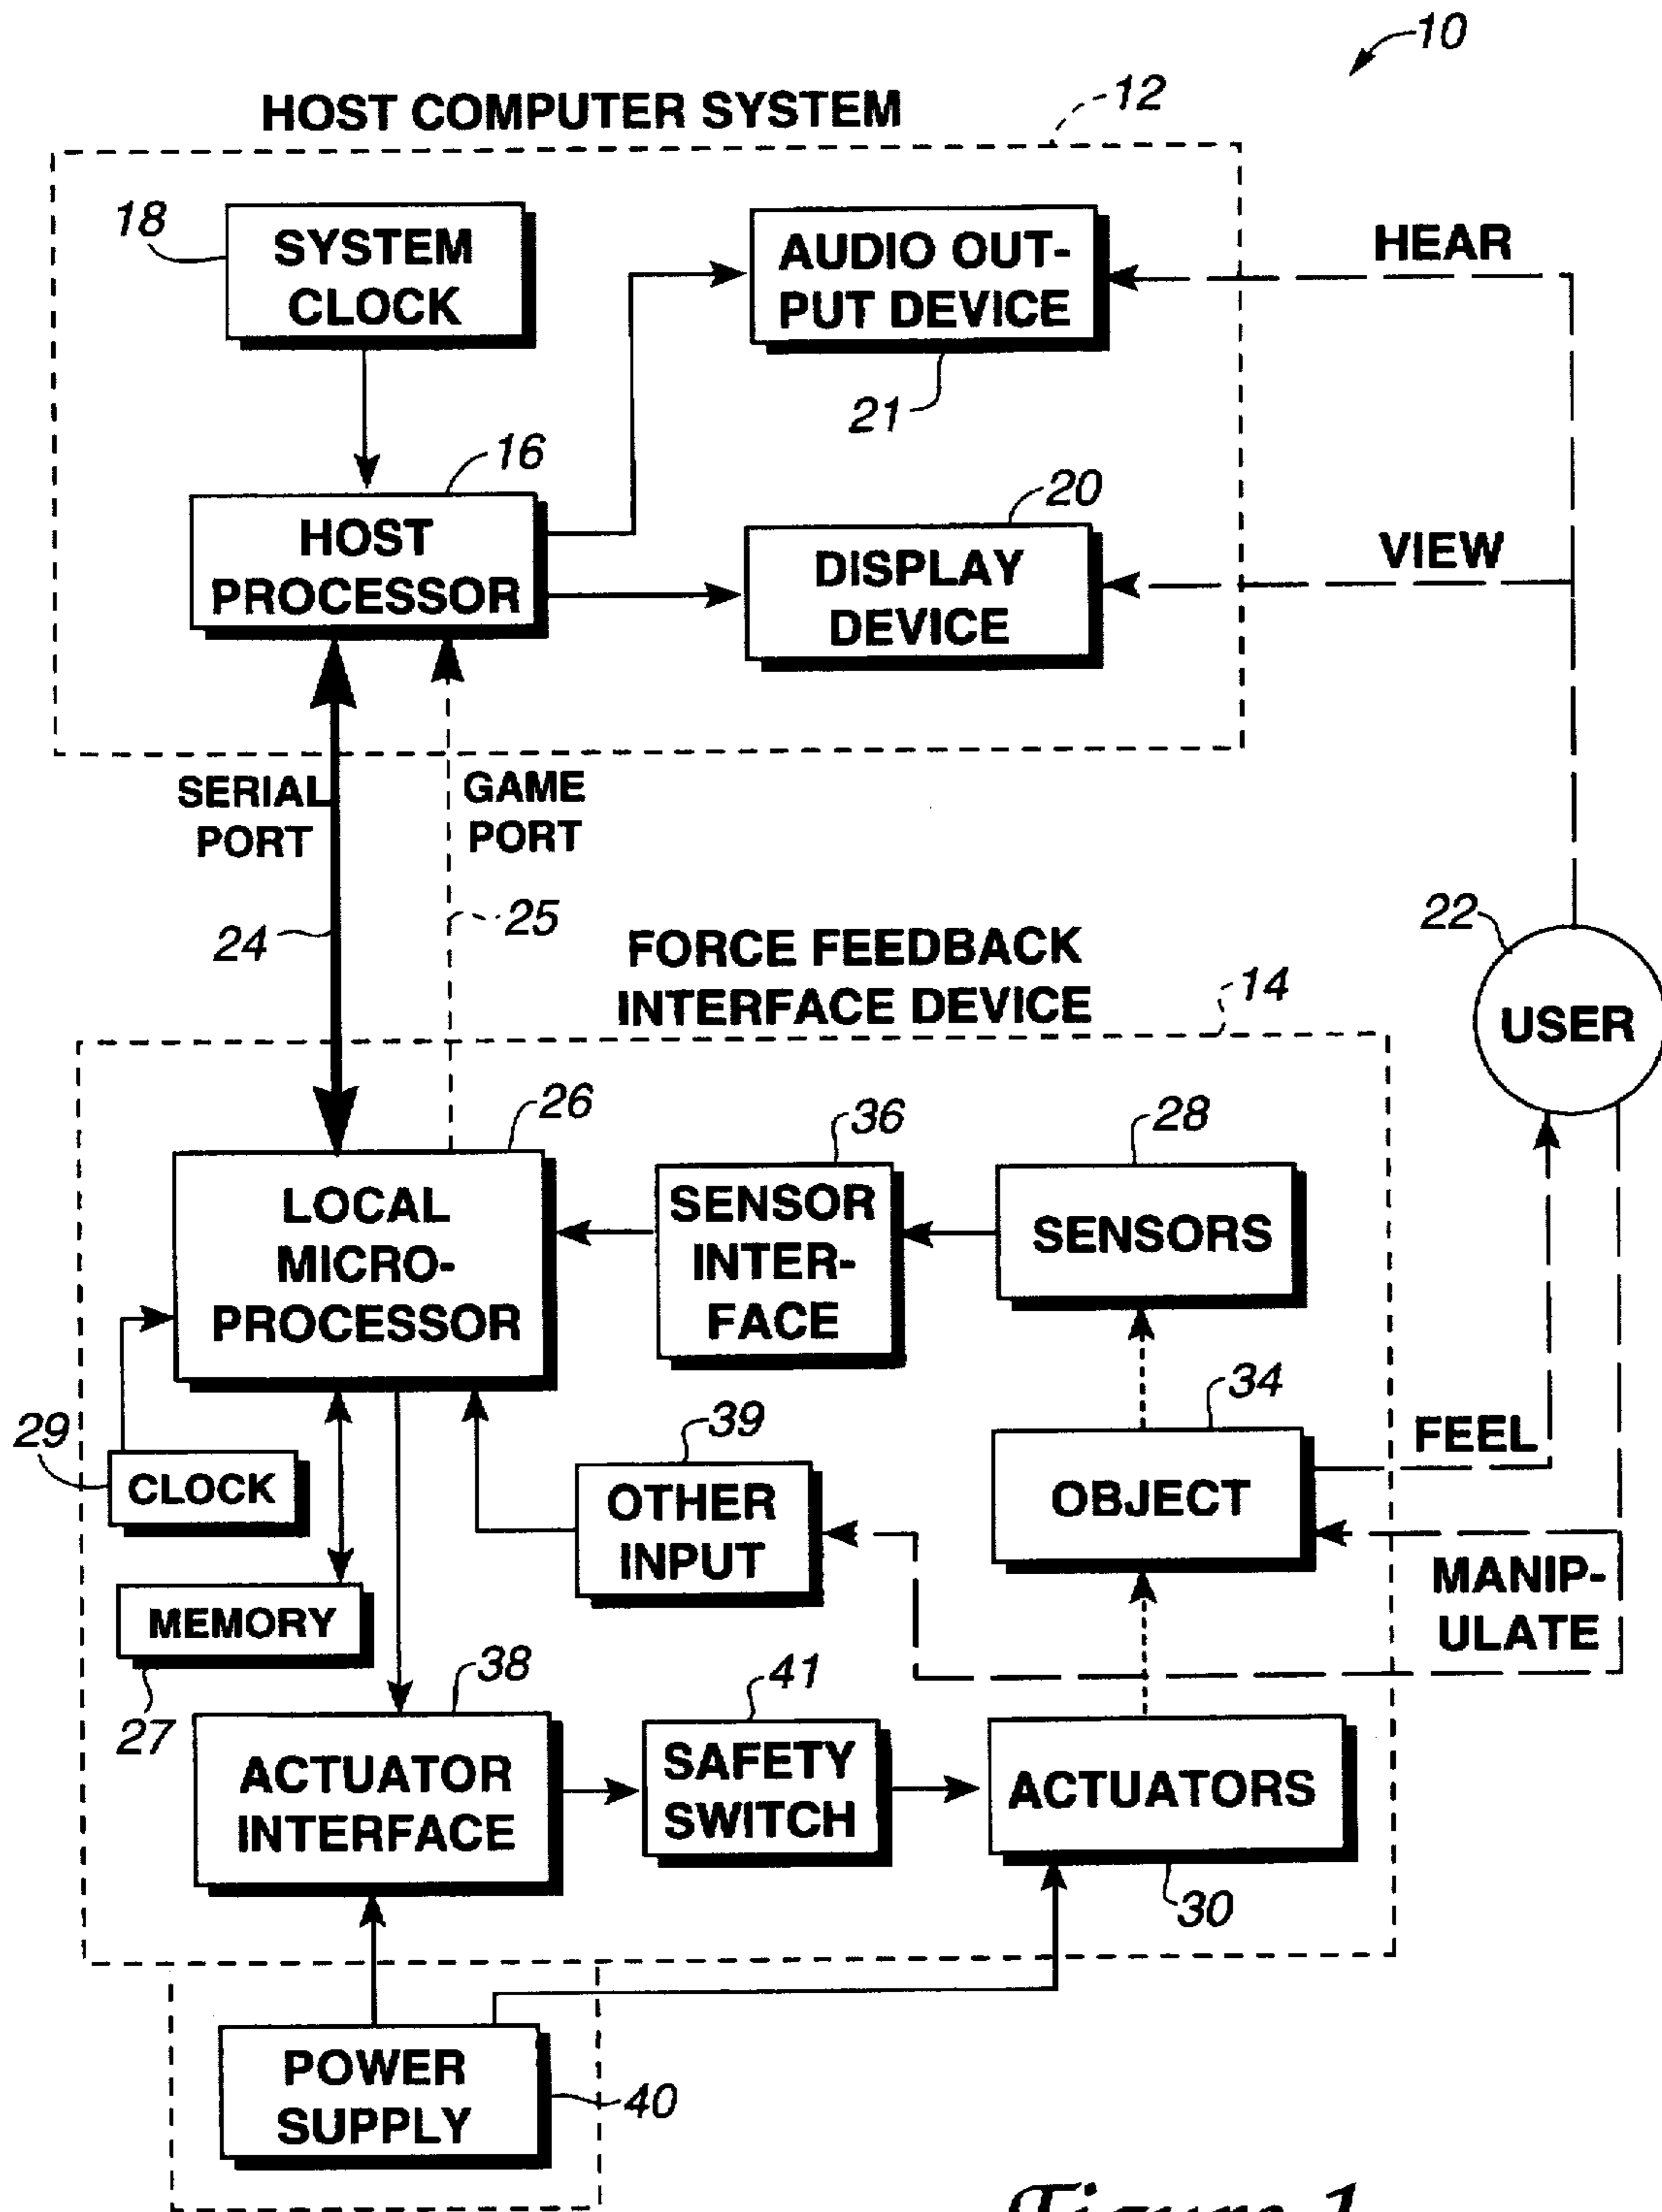 10
HOST COMPUTER SYSTEM
12
18
SYSTEM
CLOCK
AUDIO OUT-
PUT DEVICE
21
HEAR
16
HOST
PROCESSOR
20
DISPLAY
DEVICE
VIEW
SERIAL
PORT
GAME
PORT
24
25
22
USER
FORCE FEEDBACK
INTERFACE DEVICE
14
26
LOCAL
MICRO-
PROCESSOR
36
SENSOR
INTER-
FACE
28
SENSORS
29
CLOCK
39
OTHER
INPUT
34
OBJECT
FEEL
MANIP-
ULATE
MEMORY
27
38
ACTUATOR
INTERFACE
41
SAFETY
SWITCH
ACTUATORS
30
POWER
SUPPLY
40
Figure 1